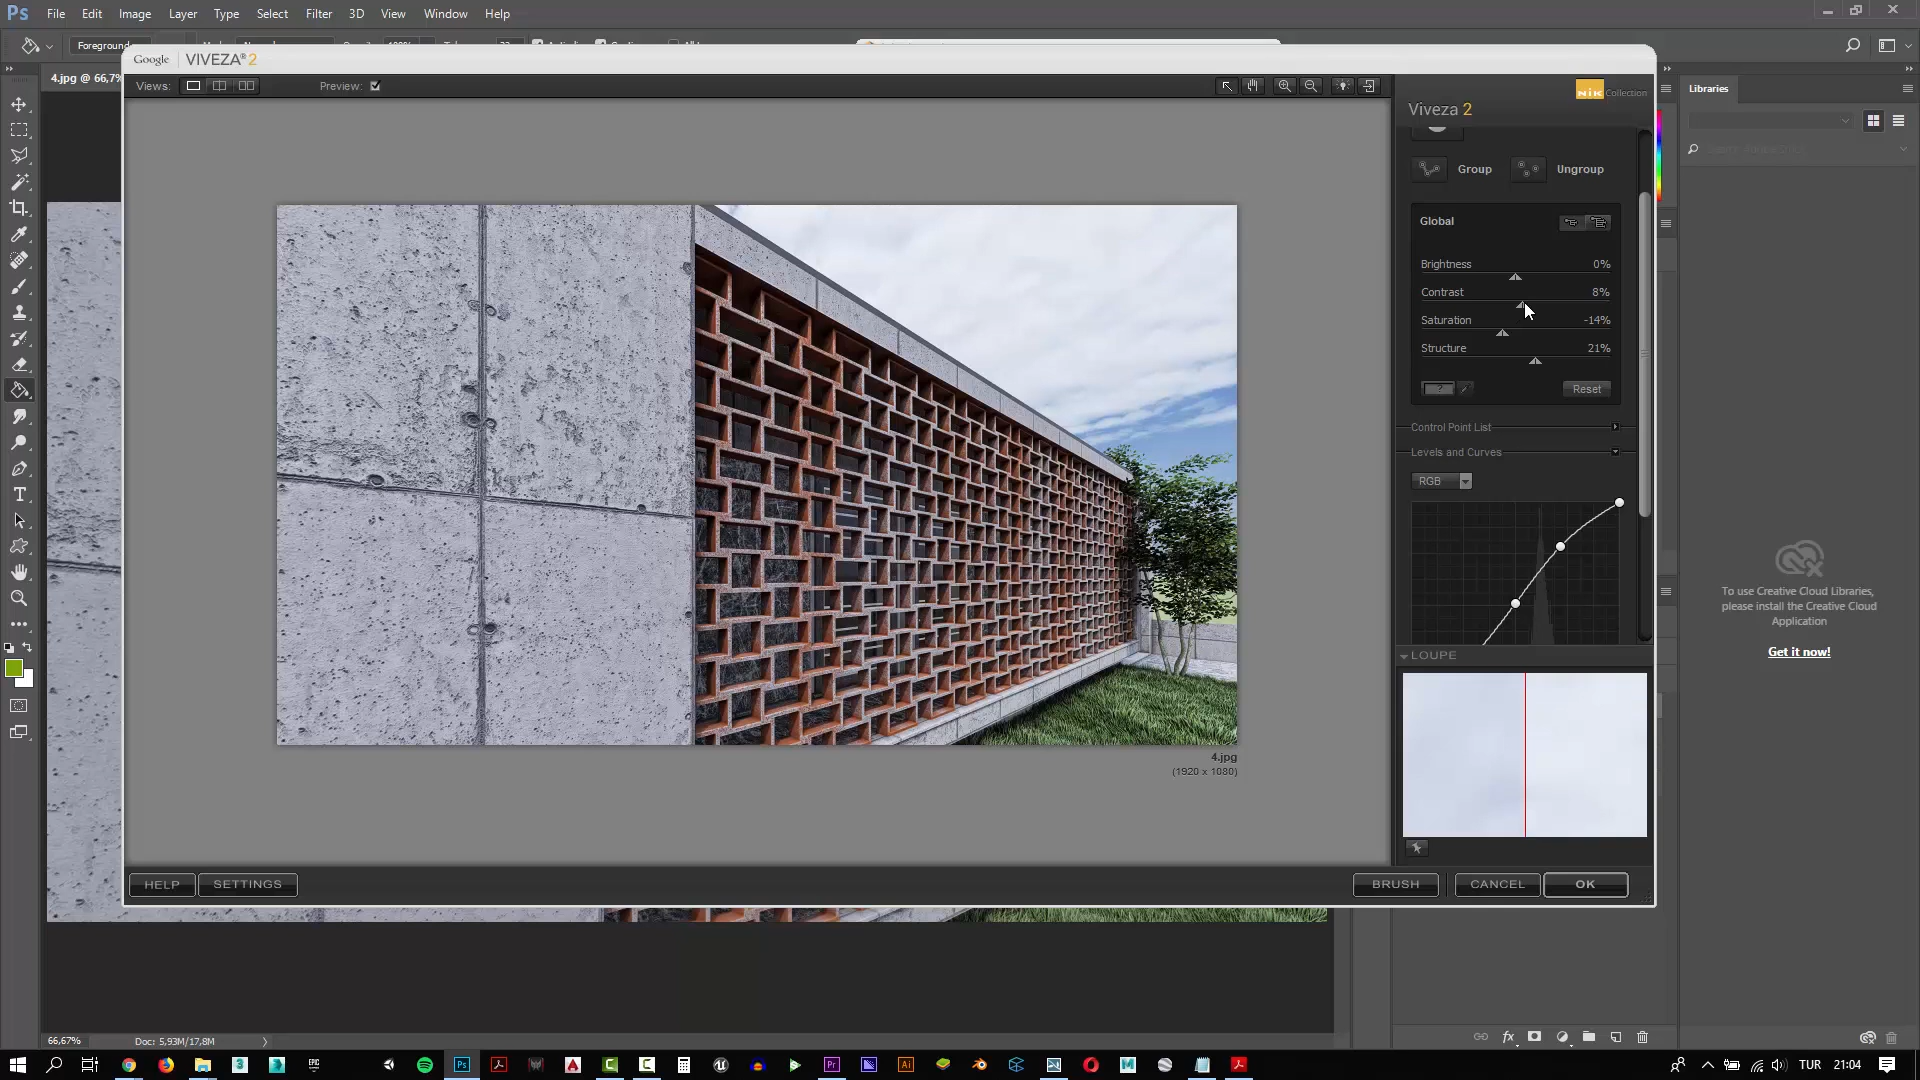 Ps File Edit Image Layer Type Select Filter 3D View Window Help
Foreground
4.jpg @ 66,7%
Google VIVEZA® 2
Views: Preview:
Nik Collection
Viveza 2
Group Ungroup
Global
Brightness 0%
Contrast 8%
Saturation -14%
Structure 21%
Reset
Control Point List
Levels and Curves
RGB
4.jpg
(1920 x 1080)
LOUPE
HELP SETTINGS BRUSH CANCEL OK
Libraries
To use Creative Cloud Libraries,
please install the Creative Cloud
Application
Get it now!
66,67% Doc: 5,93M/17,8M
TUR 21:04